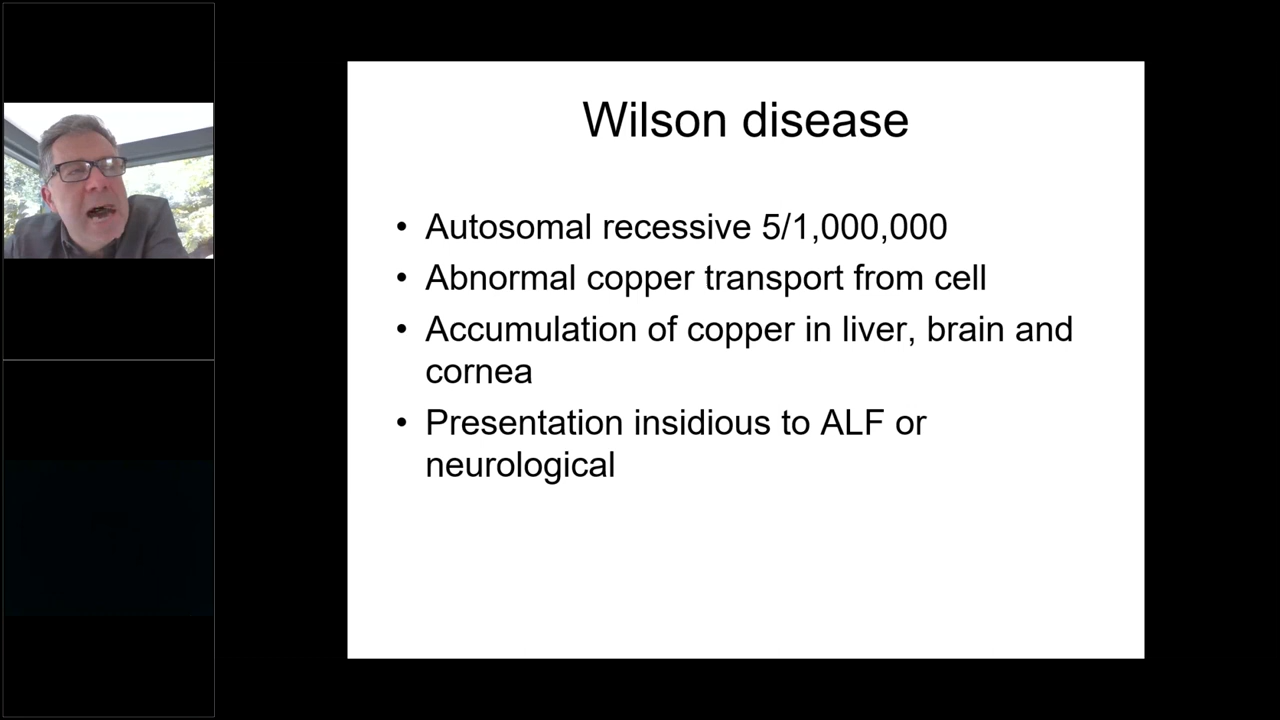 Wilson disease
• Autosomal recessive 5/1,000,000
• Abnormal copper transport from cell
• Accumulation of copper in liver, brain and
cornea
• Presentation insidious to ALF or
neurological